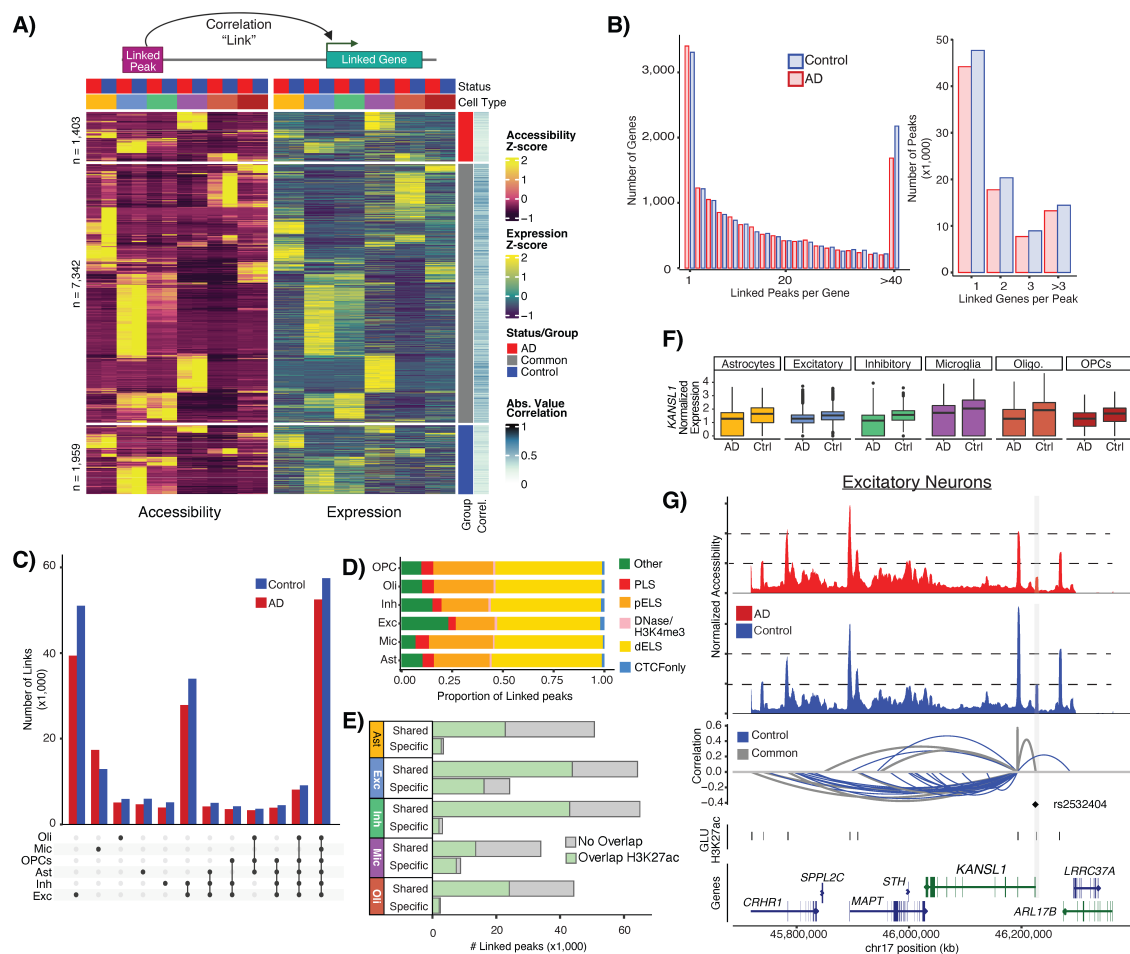 A)
Correlation
“Link”
Linked
Peak
Linked Gene
Status
Cell Type
n = 1,403
n = 7,342
n = 1,959
Accessibility
Expression
Group
Correl.
Accessibility
Z-score
2
1
0
−1
Expression
Z-score
2
1
0
−1
Status/Group
AD
Common
Control
Abs. Value
Correlation
1
0.5
0
B)
Number of Genes
3,000
2,000
1,000
0
1
20
>40
Linked Peaks per Gene
Control
AD
Number of Peaks
(x1,000)
50
40
30
20
10
0
1
2
3
>3
Linked Genes per Peak
C)
Number of Links
(x1,000)
60
40
20
0
Control
AD
Oli
Mic
OPCs
Ast
Inh
Exc
D)
OPC
Oli
Inh
Exc
Mic
Ast
0.00
0.25
0.50
0.75
1.00
Proportion of Linked peaks
Other
PLS
pELS
DNase/
H3K4me3
dELS
CTCFonly
E)
Ast
Shared
Specific
Exc
Shared
Specific
Inh
Shared
Specific
Mic
Shared
Specific
Oli
Shared
Specific
No Overlap
Overlap H3K27ac
0
20
40
60
# Linked peaks (x1,000)
F)
KANSL1
Normalized
Expression
4
3
2
1
0
Astrocytes
Excitatory
Inhibitory
Microglia
Oligo.
OPCs
AD Ctrl
AD Ctrl
AD Ctrl
AD Ctrl
AD Ctrl
AD Ctrl
G)
Excitatory Neurons
Normalized Accessibility
AD
Control
Correlation
0.6
0.4
0.2
0.0
−0.2
−0.4
Control
Common
rs2532404
GLU
H3K27ac
Genes
SPPL2C
CRHR1
STH
MAPT
KANSL1
LRRC37A
ARL17B
45,800,000
46,000,000
46,200,000
chr17 position (kb)